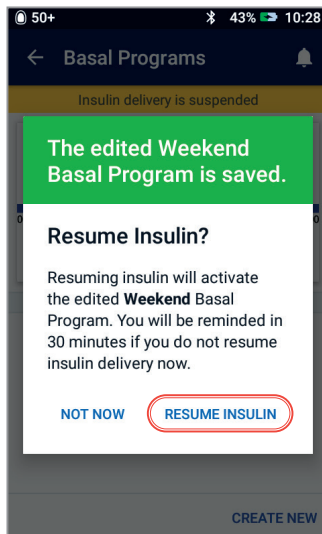 50+ 43% 10:28
Basal Programs
Insulin delivery is suspended
The edited Weekend
Basal Program is saved.
Resume Insulin?
Resuming insulin will activate
the edited Weekend Basal
Program. You will be reminded in
30 minutes if you do not resume
insulin delivery now.
NOT NOW RESUME INSULIN
CREATE NEW